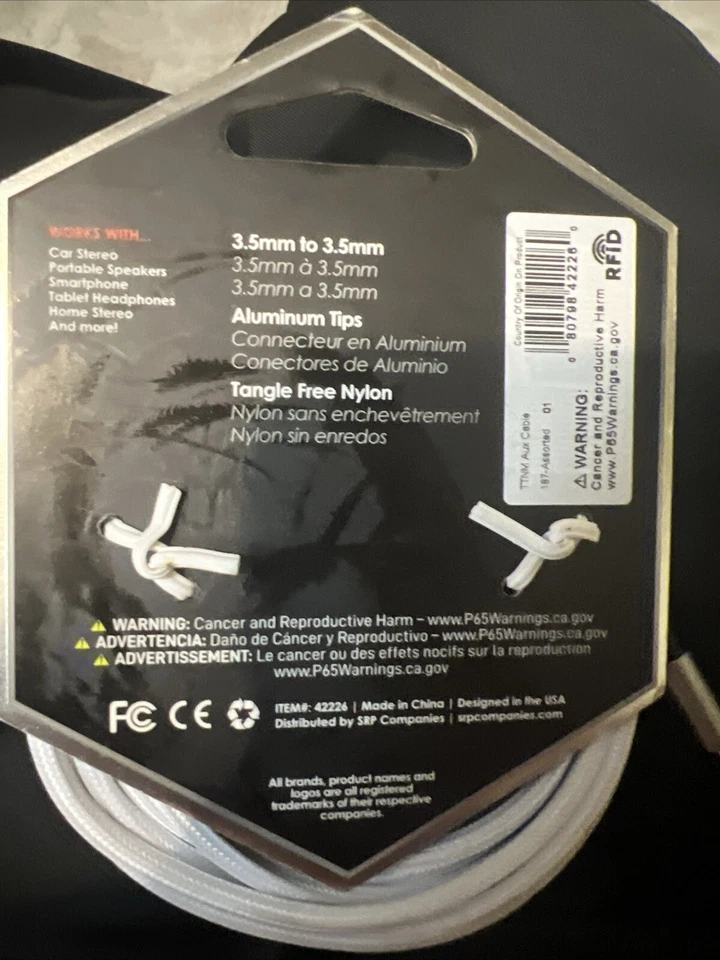 WORKS WITH...
Car Stereo
Portable Speakers
Smartphone
Tablet Headphones
Home Stereo
And more!
3.5mm to 3.5mm
3.5mm à 3.5mm
3.5mm a 3.5mm
Aluminum Tips
Connecteur en Aluminium
Conectores de Aluminio
Tangle Free Nylon
Nylon sans enchevêtrement
Nylon sin enredos
TTNM Aux Cable
187-Assorted 01
Country Of Origin On Product
0 80798 42226 0
RFID
⚠ WARNING:
Cancer and Reproductive Harm
www.P65Warnings.ca.gov
⚠ WARNING: Cancer and Reproductive Harm – www.P65Warnings.ca.gov
⚠ ADVERTENCIA: Daño de Cáncer y Reproductivo – www.P65Warnings.ca.gov
⚠ ADVERTISSEMENT: Le cancer ou des effets nocifs sur la reproduction
www.P65Warnings.ca.gov
FC CE
ITEM#: 42226 | Made in China | Designed in the USA
Distributed by SRP Companies | srpcompanies.com
All brands, product names and
logos are all registered
trademarks of their respective
companies.